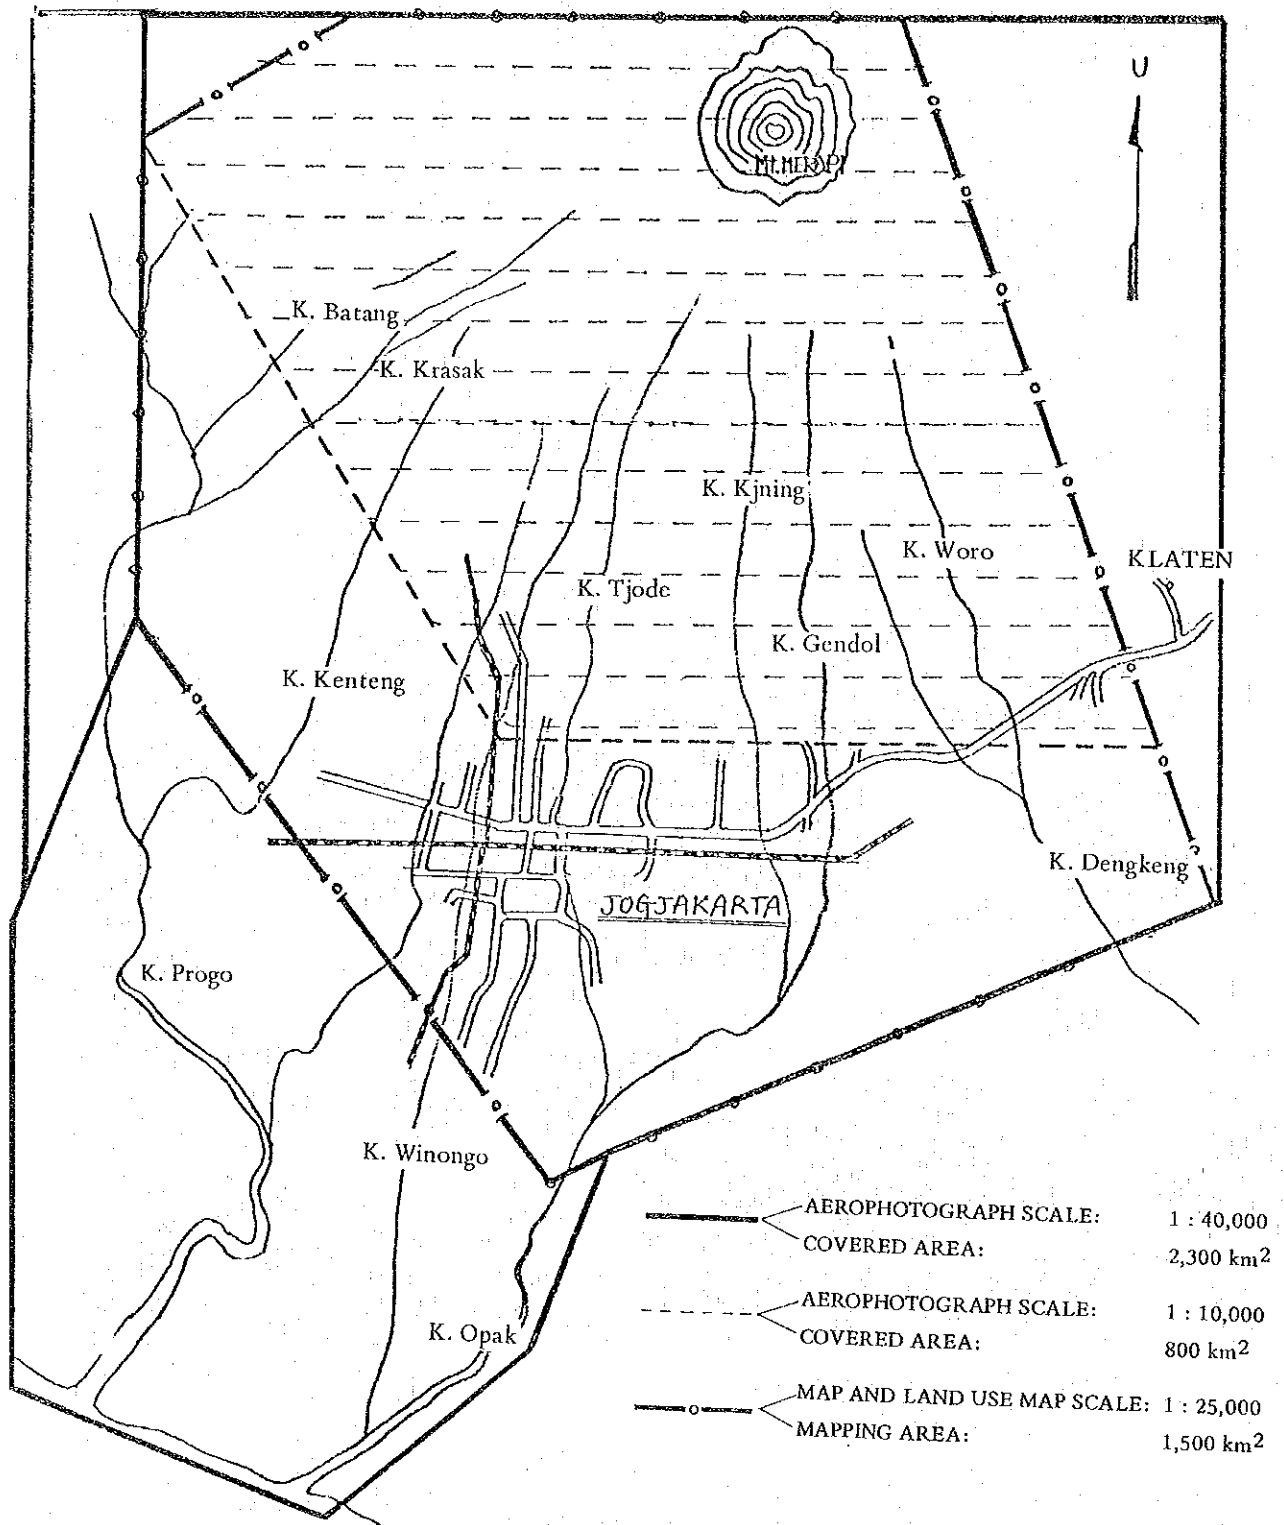 U
MT.MERAPI
K. Batang
K. Krasak
K. Kjning
K. Woro
KLATEN
K. Tjode
K. Gendol
K. Kenteng
K. Dengkeng
JOGJAKARTA
K. Progo
K. Winongo
K. Opak
AEROPHOTOGRAPH SCALE: 1 : 40,000
COVERED AREA: 2,300 km²
AEROPHOTOGRAPH SCALE: 1 : 10,000
COVERED AREA: 800 km²
MAP AND LAND USE MAP SCALE: 1 : 25,000
MAPPING AREA: 1,500 km²